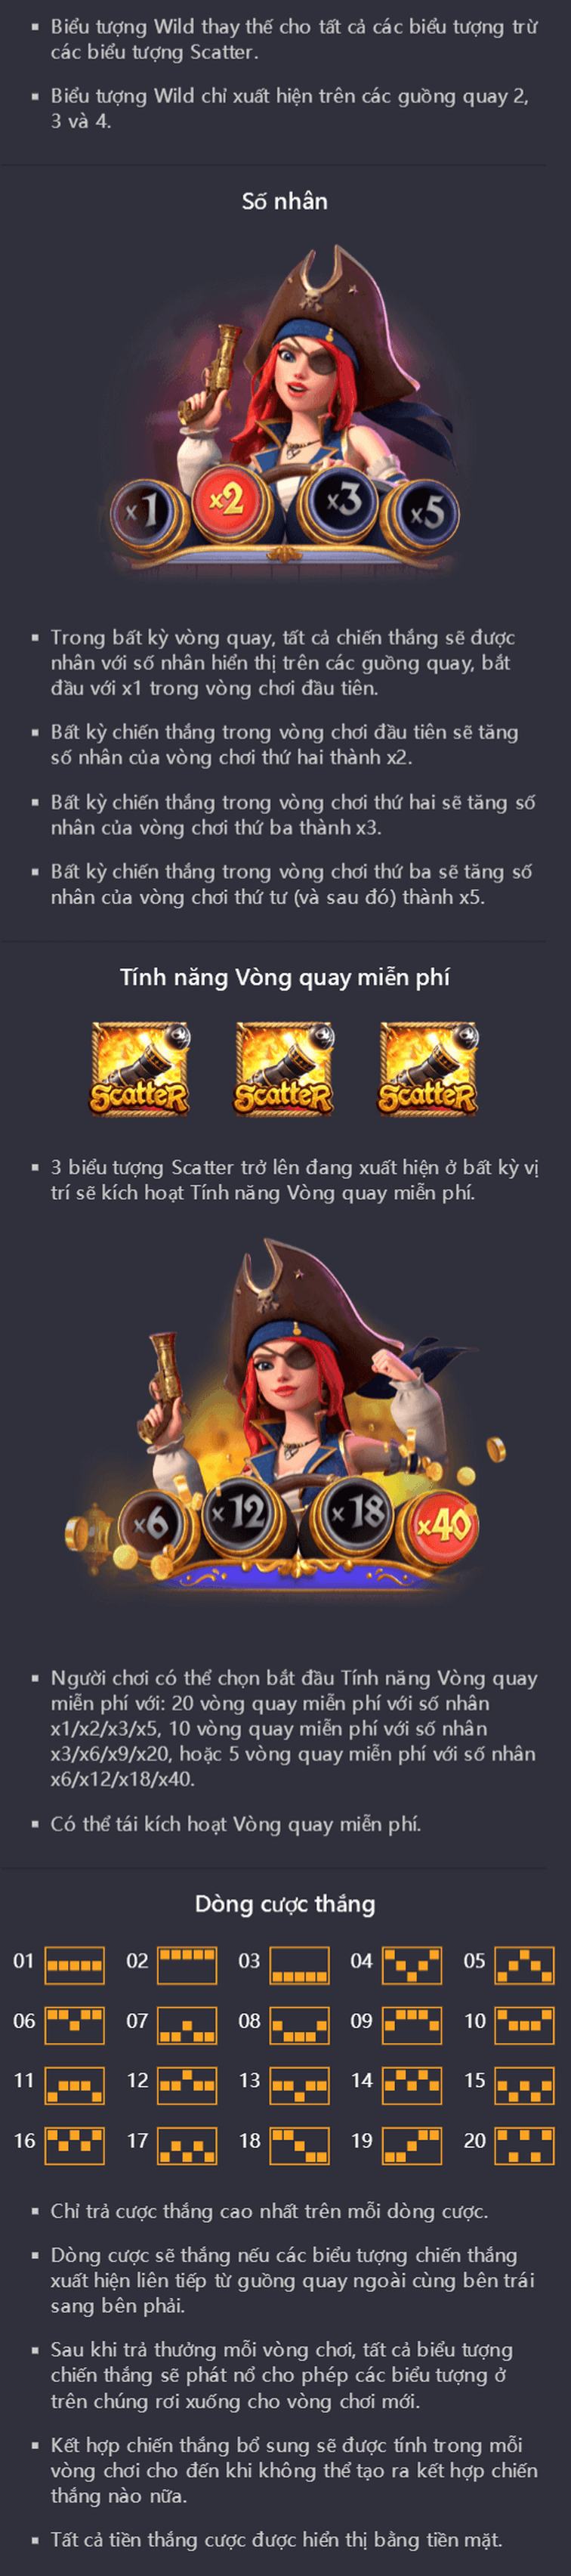 Biểu tượng Wild thay thế cho tất cả các biểu tượng trừ
các biểu tượng Scatter.
Biểu tượng Wild chỉ xuất hiện trên các guồng quay 2,
3 và 4.
Số nhân
x1 x2 x3 x5
Trong bất kỳ vòng quay, tất cả chiến thắng sẽ được
nhân với số nhân hiển thị trên các guồng quay, bắt
đầu với x1 trong vòng chơi đầu tiên.
Bất kỳ chiến thắng trong vòng chơi đầu tiên sẽ tăng
số nhân của vòng chơi thứ hai thành x2.
Bất kỳ chiến thắng trong vòng chơi thứ hai sẽ tăng số
nhân của vòng chơi thứ ba thành x3.
Bất kỳ chiến thắng trong vòng chơi thứ ba sẽ tăng số
nhân của vòng chơi thứ tư (và sau đó) thành x5.
Tính năng Vòng quay miễn phí
Scatter Scatter Scatter
3 biểu tượng Scatter trở lên đang xuất hiện ở bất kỳ vị
trí sẽ kích hoạt Tính năng Vòng quay miễn phí.
x6 x12 x18 x40
Người chơi có thể chọn bắt đầu Tính năng Vòng quay
miễn phí với: 20 vòng quay miễn phí với số nhân
x1/x2/x3/x5, 10 vòng quay miễn phí với số nhân
x3/x6/x9/x20, hoặc 5 vòng quay miễn phí với số nhân
x6/x12/x18/x40.
Có thể tái kích hoạt Vòng quay miễn phí.
Dòng cược thắng
01 02 03 04 05
06 07 08 09 10
11 12 13 14 15
16 17 18 19 20
Chỉ trả cược thắng cao nhất trên mỗi dòng cược.
Dòng cược sẽ thắng nếu các biểu tượng chiến thắng
xuất hiện liên tiếp từ guồng quay ngoài cùng bên trái
sang bên phải.
Sau khi trả thưởng mỗi vòng chơi, tất cả biểu tượng
chiến thắng sẽ phát nổ cho phép các biểu tượng ở
trên chúng rơi xuống cho vòng chơi mới.
Kết hợp chiến thắng bổ sung sẽ được tính trong mỗi
vòng chơi cho đến khi không thể tạo ra kết hợp chiến
thắng nào nữa.
Tất cả tiền thắng cược được hiển thị bằng tiền mặt.